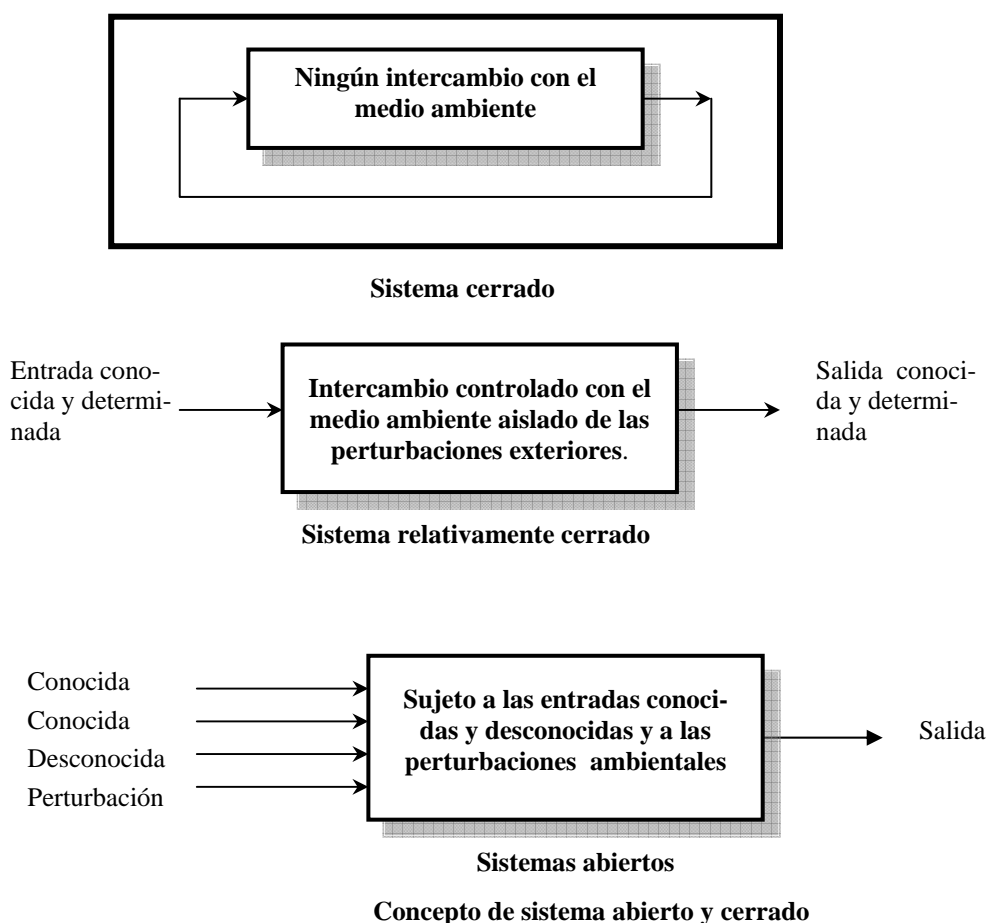 Ningún intercambio con el
medio ambiente
Sistema cerrado
Entrada cono-
cida y determi-
nada
Intercambio controlado con el
medio ambiente aislado de las
perturbaciones exteriores.
Salida conoci-
da y determi-
nada
Sistema relativamente cerrado
Conocida
Conocida
Desconocida
Perturbación
Sujeto a las entradas conoci-
das y desconocidas y a las
perturbaciones ambientales
Salida
Sistemas abiertos
Concepto de sistema abierto y cerrado